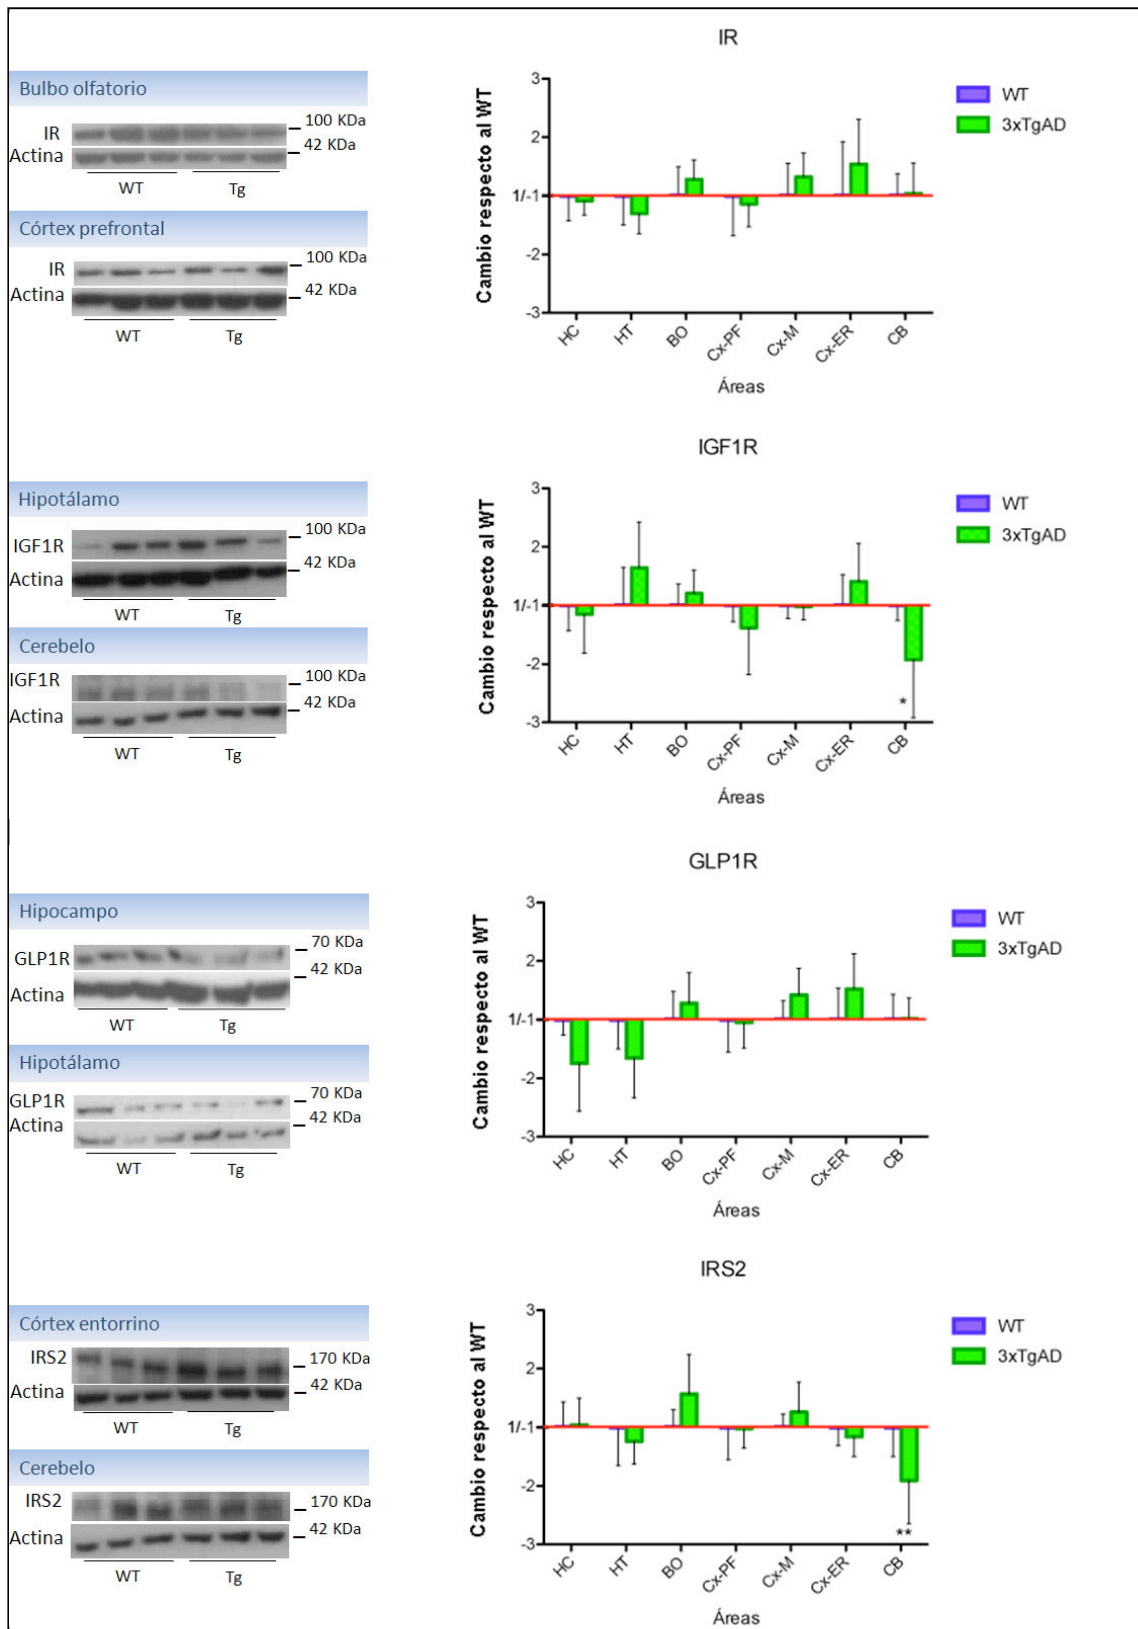 Bulbo olfatorio
IR
100 KDa
Actina
42 KDa
WT
Tg
Córtex prefrontal
IR
100 KDa
Actina
42 KDa
WT
Tg
IR
Cambio respecto al WT
3
2
1/-1
-2
-3
HC
HT
BO
Cx-PF
Cx-M
Cx-ER
CB
Áreas
WT
3xTgAD
Hipotálamo
IGF1R
100 KDa
Actina
42 KDa
WT
Tg
Cerebelo
IGF1R
100 KDa
Actina
42 KDa
WT
Tg
IGF1R
Cambio respecto al WT
3
2
1/-1
-2
-3
*
HC
HT
BO
Cx-PF
Cx-M
Cx-ER
CB
Áreas
WT
3xTgAD
Hipocampo
GLP1R
70 KDa
Actina
42 KDa
WT
Tg
Hipotálamo
GLP1R
70 KDa
Actina
42 KDa
WT
Tg
GLP1R
Cambio respecto al WT
3
2
1/-1
-2
-3
HC
HT
BO
Cx-PF
Cx-M
Cx-ER
CB
Áreas
WT
3xTgAD
Córtex entorrino
IRS2
170 KDa
Actina
42 KDa
WT
Tg
Cerebelo
IRS2
170 KDa
Actina
42 KDa
WT
Tg
IRS2
Cambio respecto al WT
3
2
1/-1
-2
-3
**
HC
HT
BO
Cx-PF
Cx-M
Cx-ER
CB
Áreas
WT
3xTgAD